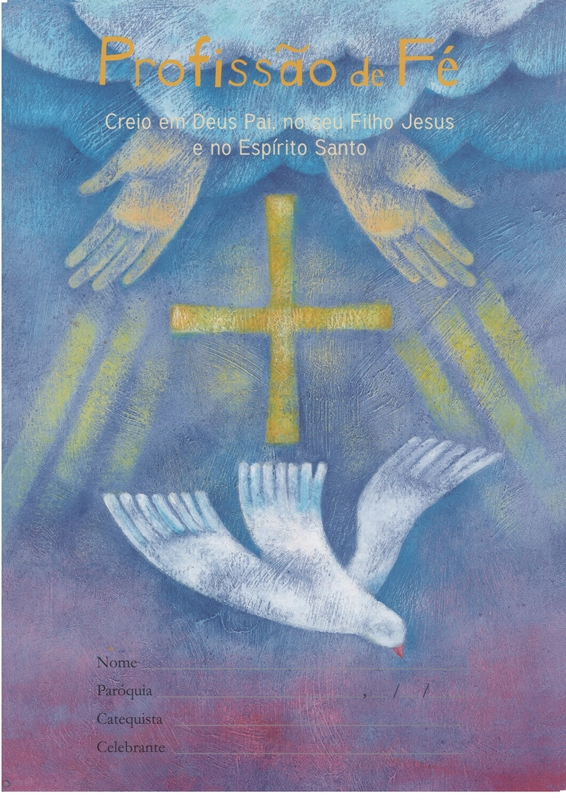 Profissão de Fé
Creio em Deus Pai, no seu Filho Jesus
e no Espírito Santo
Nome
Paróquia , / /
Catequista
Celebrante